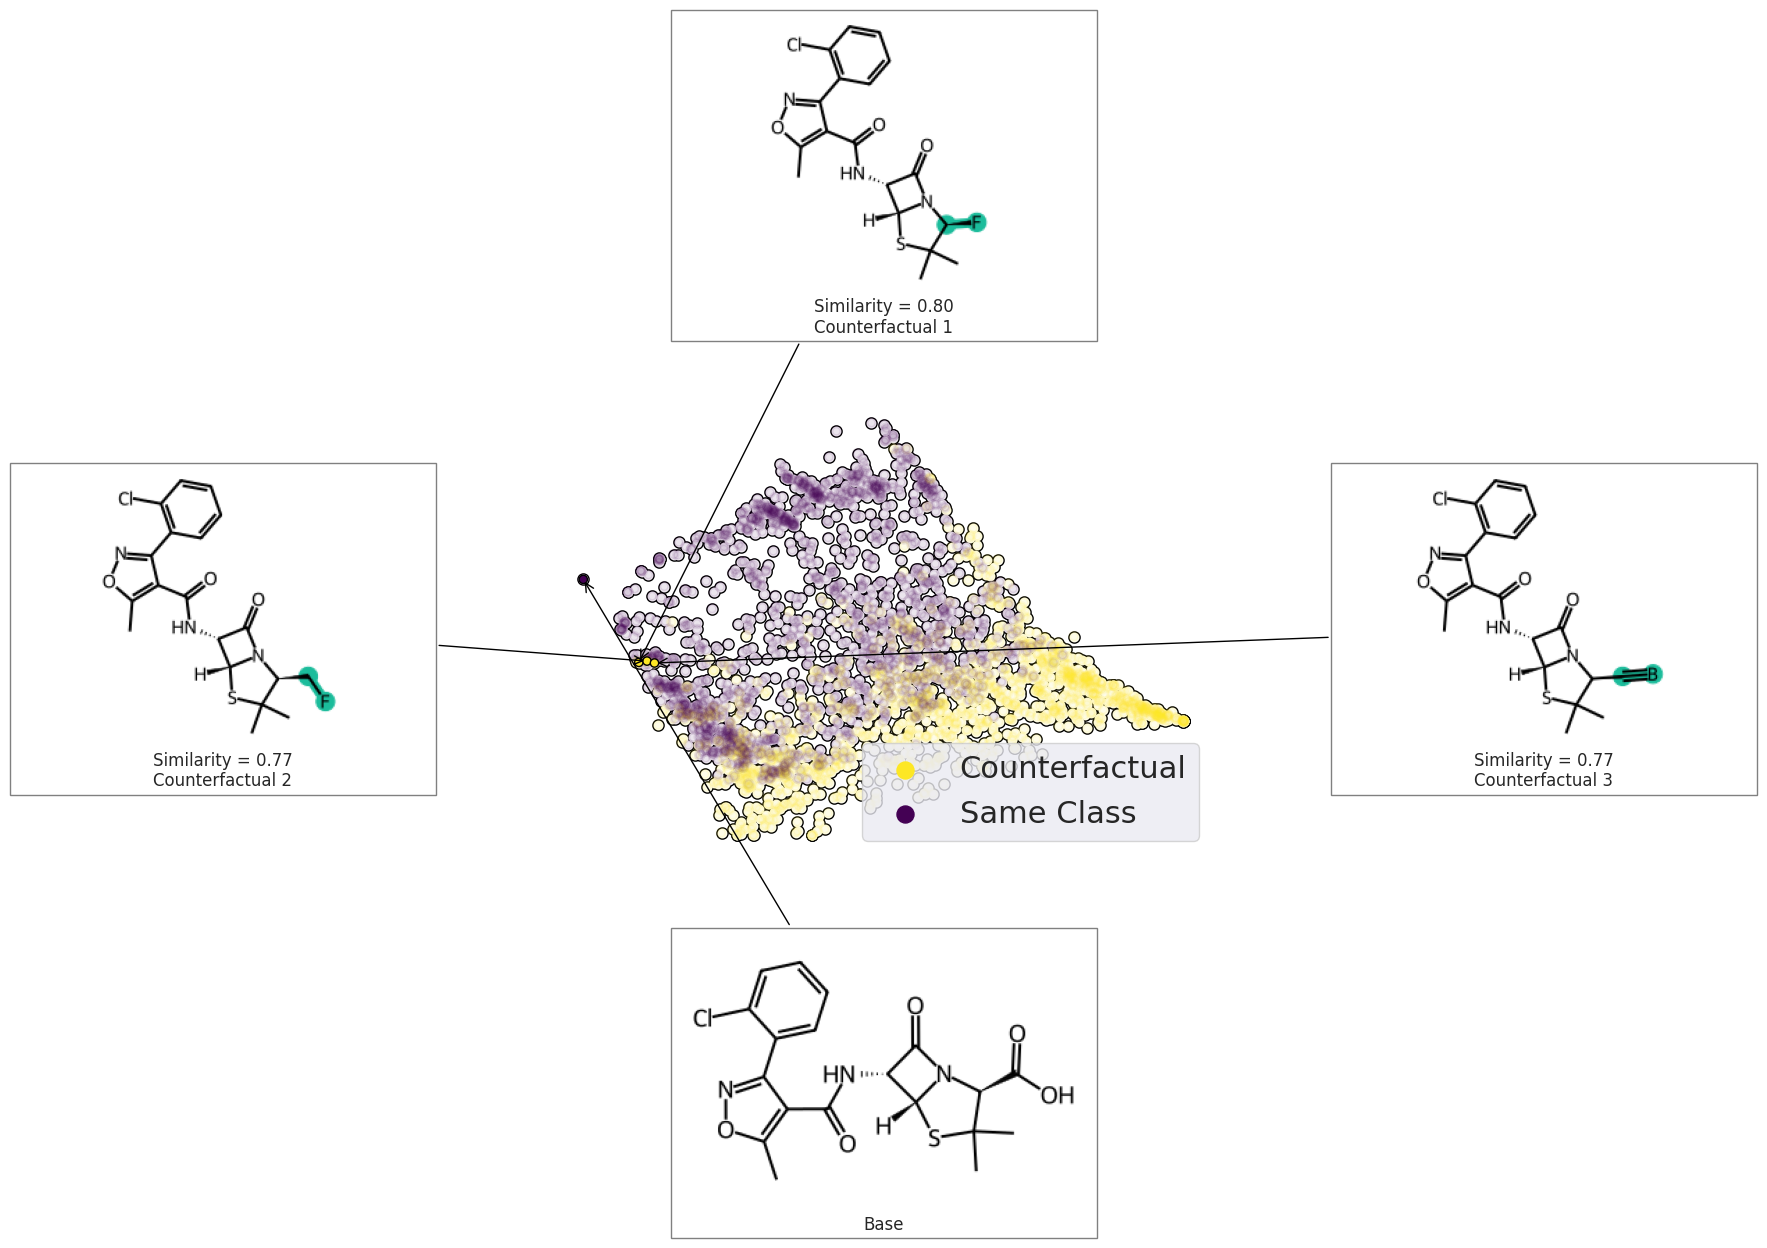 Cl
N
O
O
HN
O
N
H
F
S
Similarity = 0.80
Counterfactual 1
Cl
N
O
O
HN
O
N
H
S
F
Similarity = 0.77
Counterfactual 2
Cl
N
O
O
HN
O
N
H
B
S
Similarity = 0.77
Counterfactual 3
Counterfactual
Same Class
O
O
Cl
HN
N
N
OH
O
H
S
O
Base